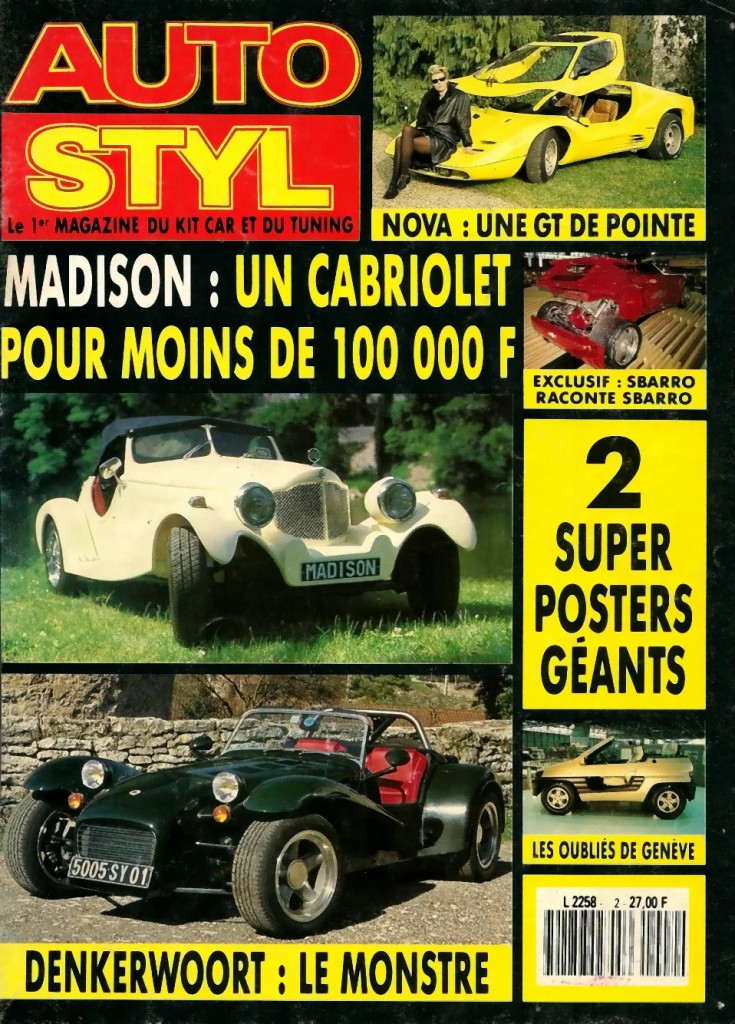 AUTO
STYL
Le 1er MAGAZINE DU KIT CAR ET DU TUNING
NOVA : UNE GT DE POINTE
MADISON : UN CABRIOLET
POUR MOINS DE 100 000 F
EXCLUSIF : SBARRO
RACONTE SBARRO
MADISON
2
SUPER
POSTERS
GÉANTS
5005 SY 01
LES OUBLIÉS DE GENÈVE
L 2258 - 2 - 27,00 F
DENKERWOORT : LE MONSTRE